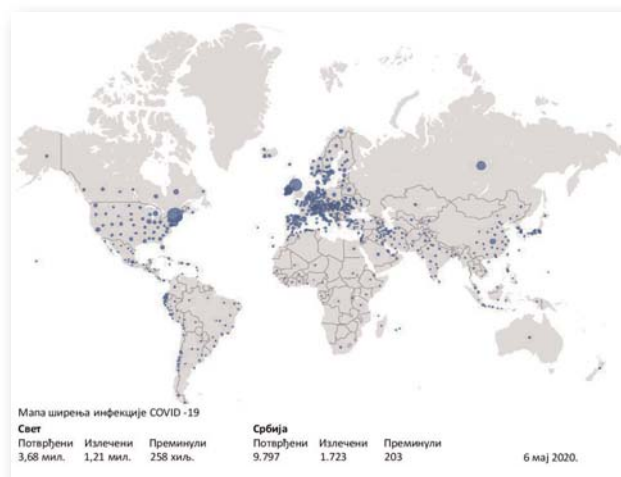 Мапа ширења инфекције COVID -19
Свет Србија
Потврђени Излечени Преминули Потврђени Излечени Преминули
3,68 мил. 1,21 мил. 258 хиљ. 9.797 1.723 203 6 мај 2020.